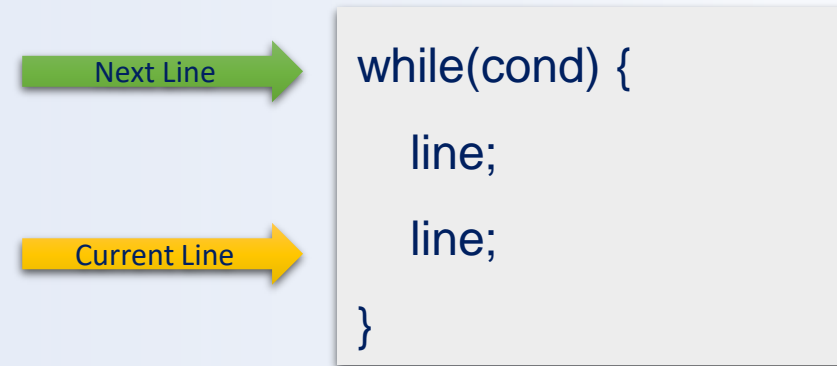 Next Line
while(cond) {
line;
Current Line
line;
}